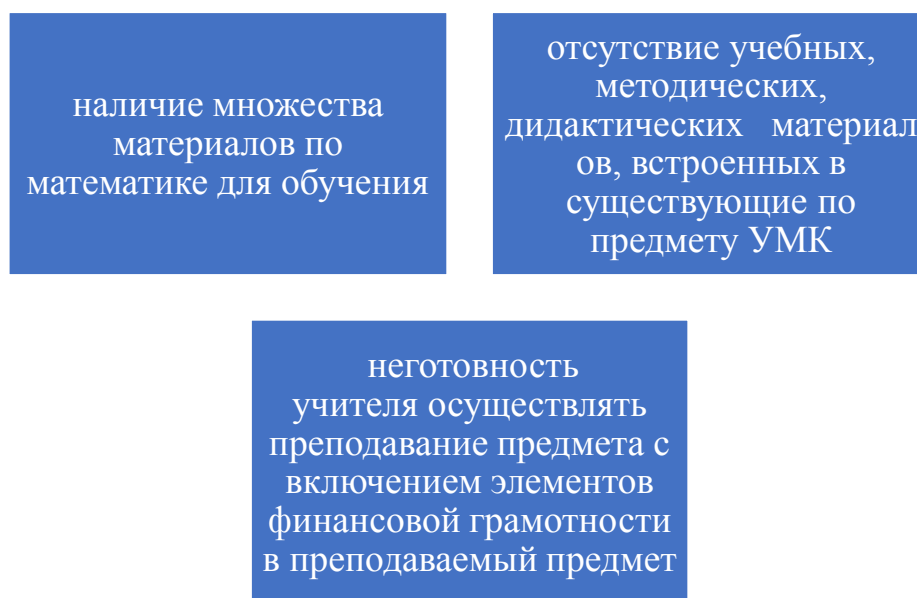 наличие множества
материалов по
математике для обучения
отсутствие учебных,
методических,
дидактических материал
ов, встроенных в
существующие по
предмету УМК
неготовность
учителя осуществлять
преподавание предмета с
включением элементов
финансовой грамотности
в преподаваемый предмет